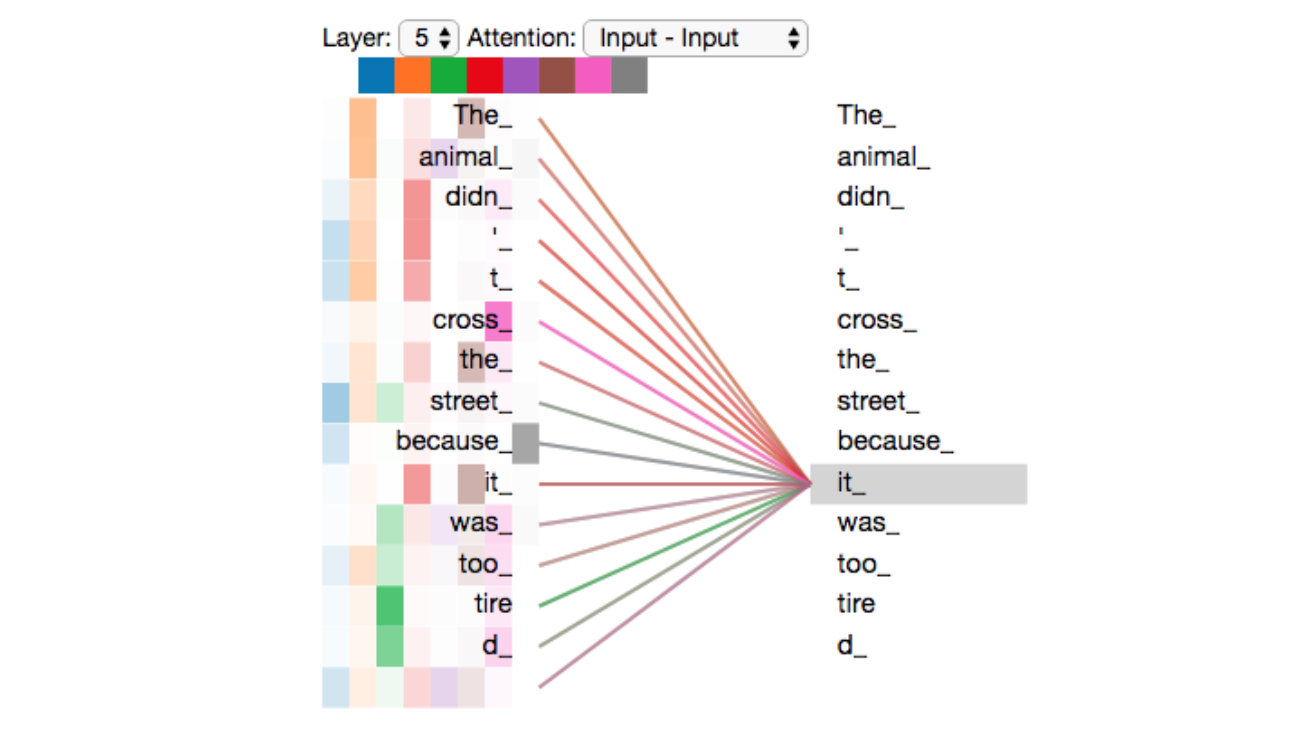 Layer: 5 Attention: Input - Input
The_ The_
animal_ animal_
didn_ didn_
'_ '_
t_ t_
cross_ cross_
the_ the_
street_ street_
because_ because_
it_ it_
was_ was_
too_ too_
tire tire
d_ d_